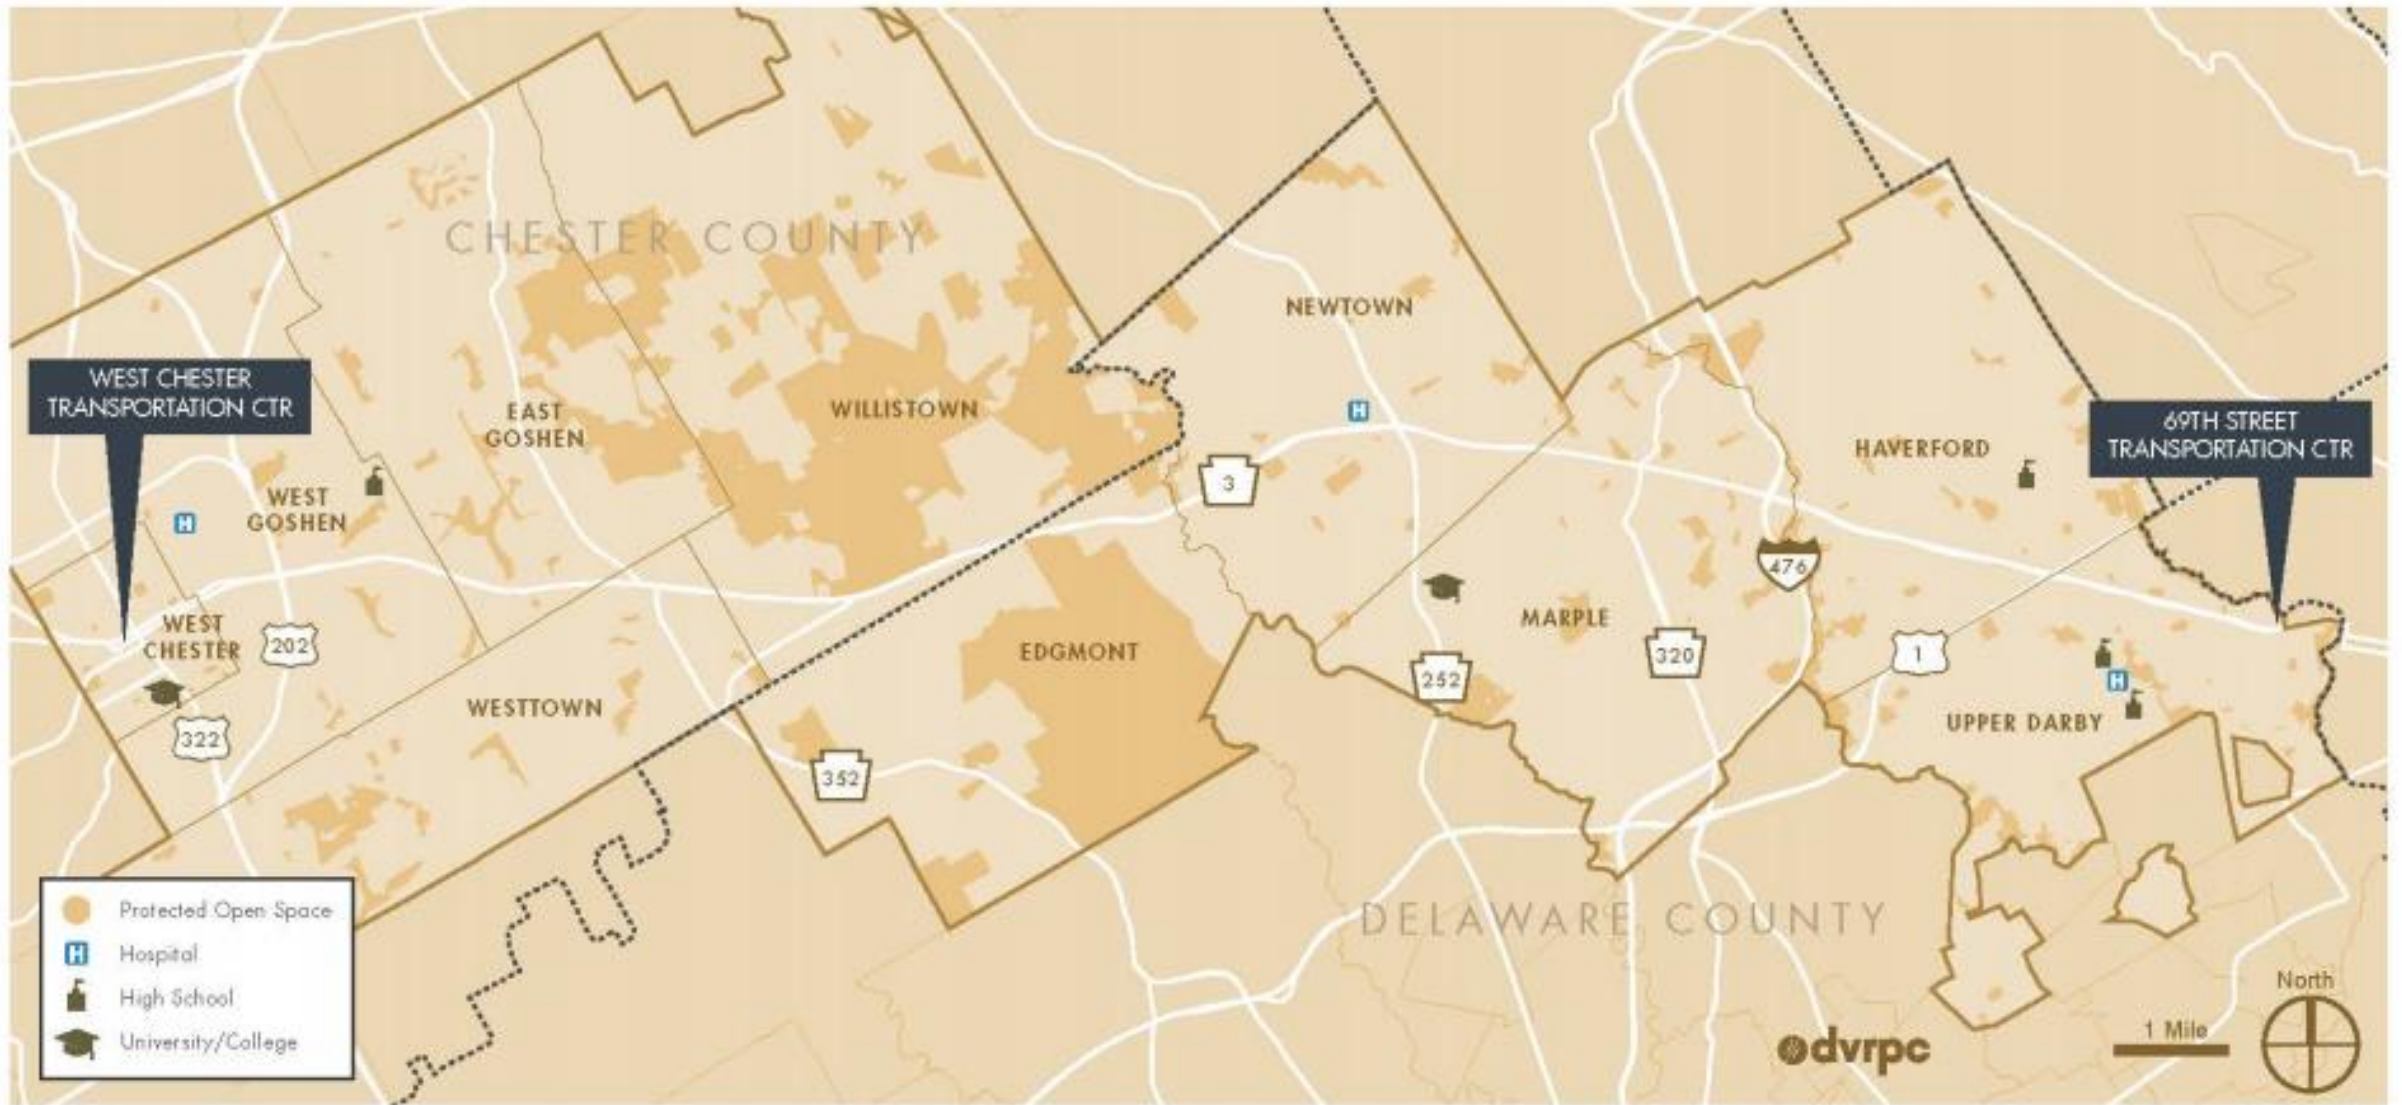 CHESTER COUNTY
NEWTOWN
WEST CHESTER
TRANSPORTATION CTR
EAST
GOSHEN
WILLISTOWN
69TH STREET
TRANSPORTATION CTR
HAVERFORD
3
WEST
GOSHEN
476
WEST
CHESTER
202
EDGMONT
MARPLE
320
1
252
WESTTOWN
322
UPPER DARBY
352
Protected Open Space
Hospital
High School
University/College
DELAWARE COUNTY
dvrpc
1 Mile
North
H
H
H
H